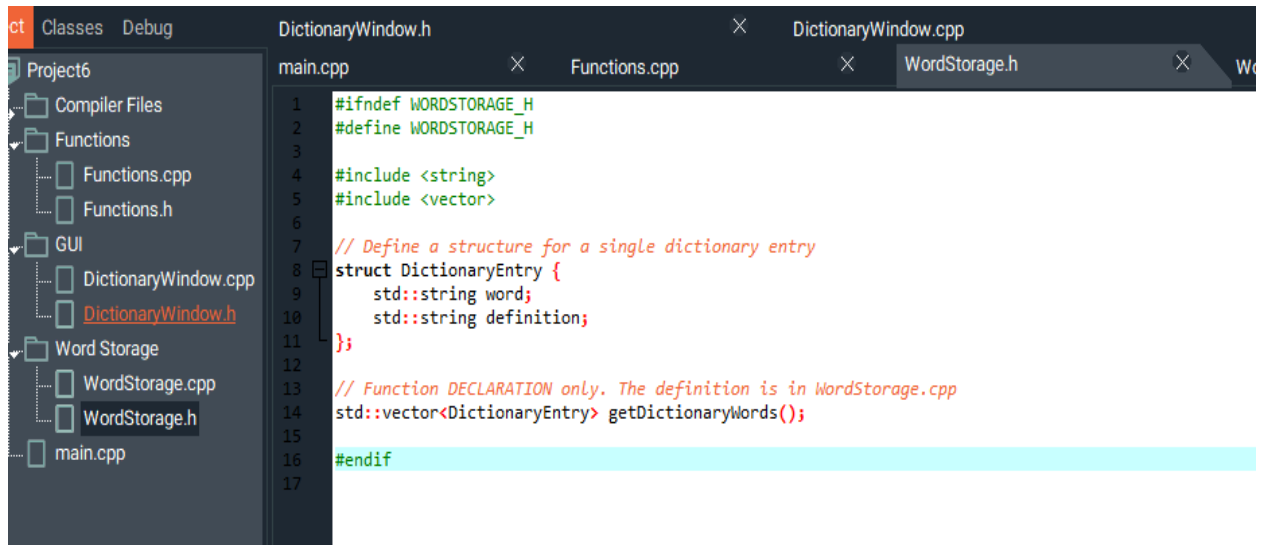 ct Classes Debug
DictionaryWindow.h
DictionaryWindow.cpp
main.cpp
Functions.cpp
WordStorage.h
Project6
Compiler Files
Functions
Functions.cpp
Functions.h
GUI
DictionaryWindow.cpp
DictionaryWindow.h
Word Storage
WordStorage.cpp
WordStorage.h
main.cpp
1 #ifndef WORDSTORAGE_H
2 #define WORDSTORAGE_H
3
4 #include <string>
5 #include <vector>
6
7 // Define a structure for a single dictionary entry
8 struct DictionaryEntry {
9     std::string word;
10     std::string definition;
11 };
12
13 // Function DECLARATION only. The definition is in WordStorage.cpp
14 std::vector<DictionaryEntry> getDictionaryWords();
15
16 #endif
17